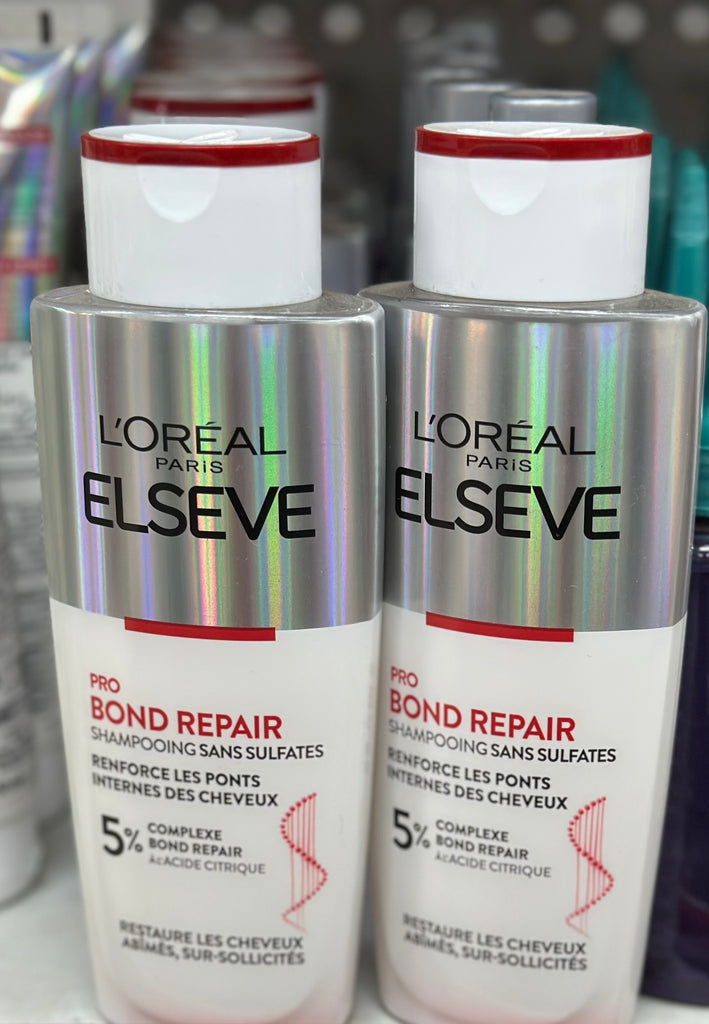 L'ORÉAL
PARIS
ELSEVE
PRO
BOND REPAIR
SHAMPOOING SANS SULFATES
RENFORCE LES PONTS
INTERNES DES CHEVEUX
5% COMPLEXE
BOND REPAIR
À L'ACIDE CITRIQUE
RESTAURE LES CHEVEUX
ABÎMÉS, SUR-SOLLICITÉS
L'ORÉAL
PARIS
ELSEVE
PRO
BOND REPAIR
SHAMPOOING SANS SULFATES
RENFORCE LES PONTS
INTERNES DES CHEVEUX
5% COMPLEXE
BOND REPAIR
À L'ACIDE CITRIQUE
RESTAURE LES CHEVEUX
ABÎMÉS, SUR-SOLLICITÉS